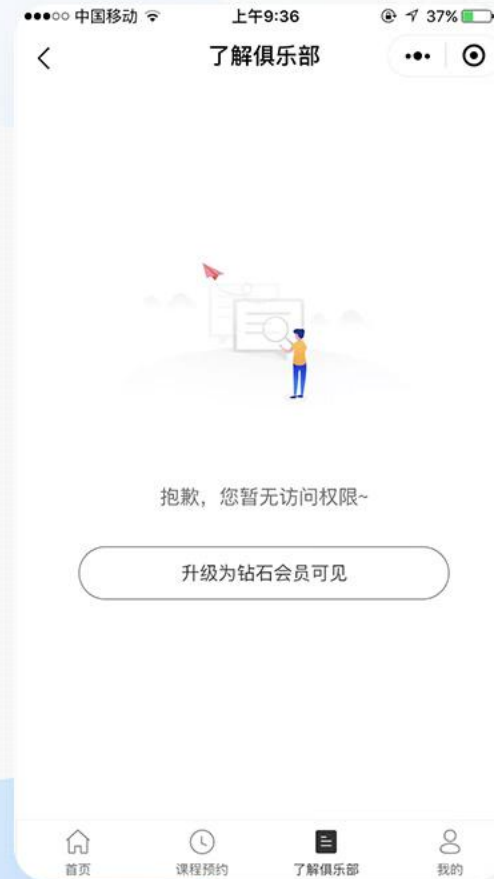 中国移动 上午9:36 37%
了解俱乐部
抱歉，您暂无访问权限~
升级为钻石会员可见
首页 课程预约 了解俱乐部 我的